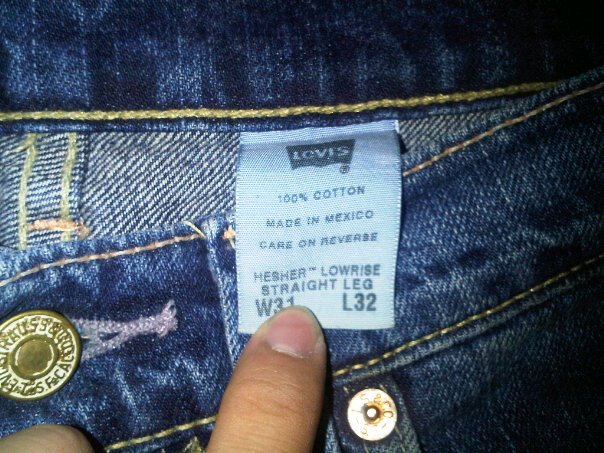 LEVI'S
®
100% COTTON
MADE IN MEXICO
CARE ON REVERSE
HESHER™ LOWRISE
STRAIGHT LEG
W31 L32